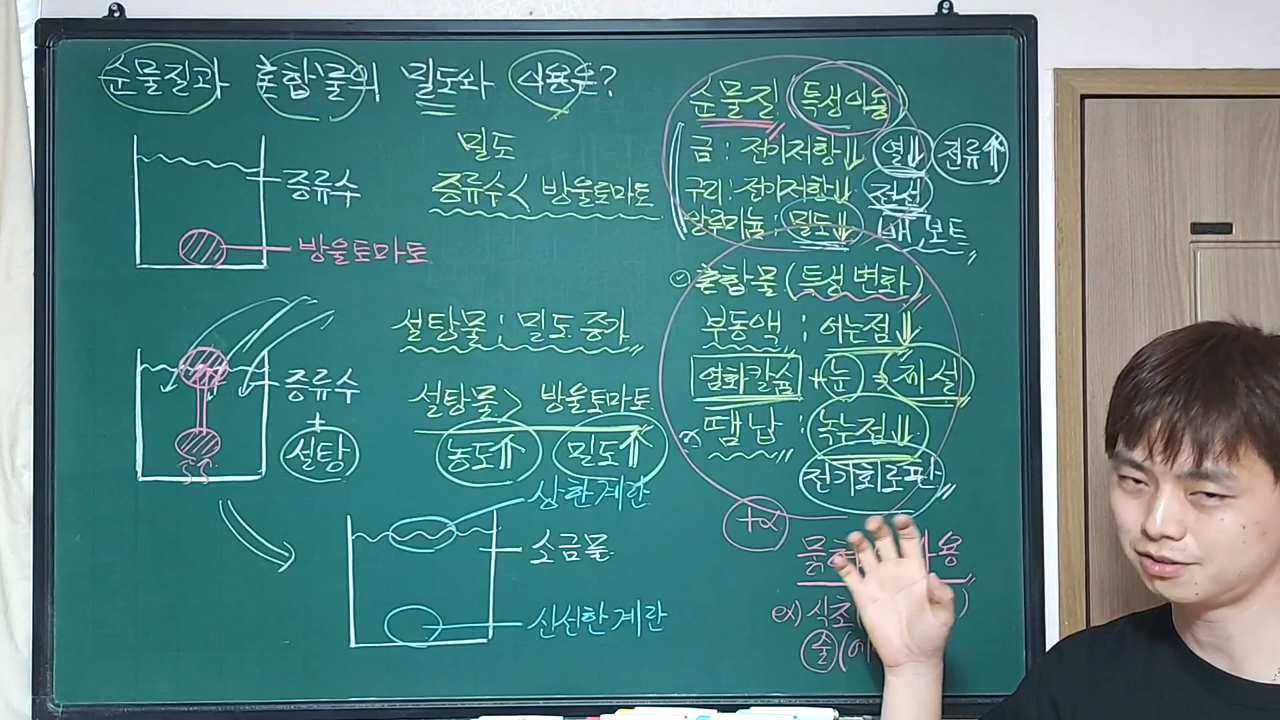 순물질과 혼합물의 밀도와 사용은?
증류수
방울토마토
밀도
증류수 < 방울토마토
증류수
+
설탕
설탕물 : 밀도 증가
설탕물 > 방울토마토
농도⇑ 밀도↑
상한계란
소금물
신선한계란
순물질 (특성이용)
금 : 전기저항⇓ 열⇓ 전류⇑
구리 : 전기저항⇓ 전선
알루미늄 : 밀도⇓ 배, 보트
혼합물 (특성변화)
부동액 : 어는점⇓
염화칼슘 + 눈 ⇒ 제설
땜납 : 녹는점⇓
전기회로판
+α
묽혀 사용
ex) 식초(
술(에